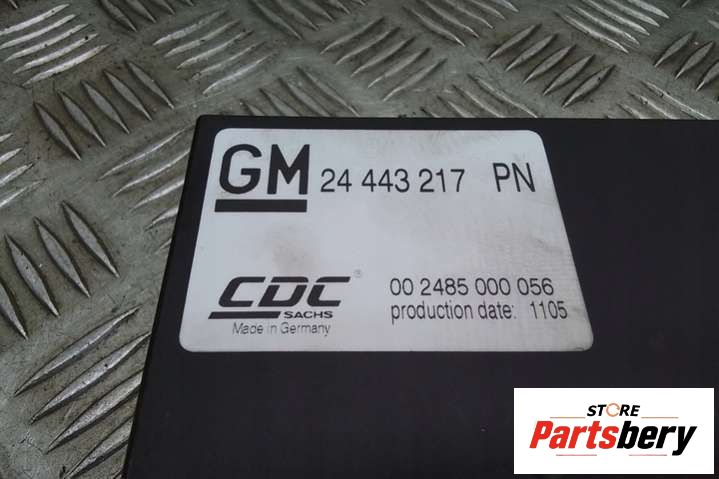 GM 24 443 217 PN
CDC ® 00 2485 000 056
SACHS production date: 1105
Made in Germany
STORE
Partsbery